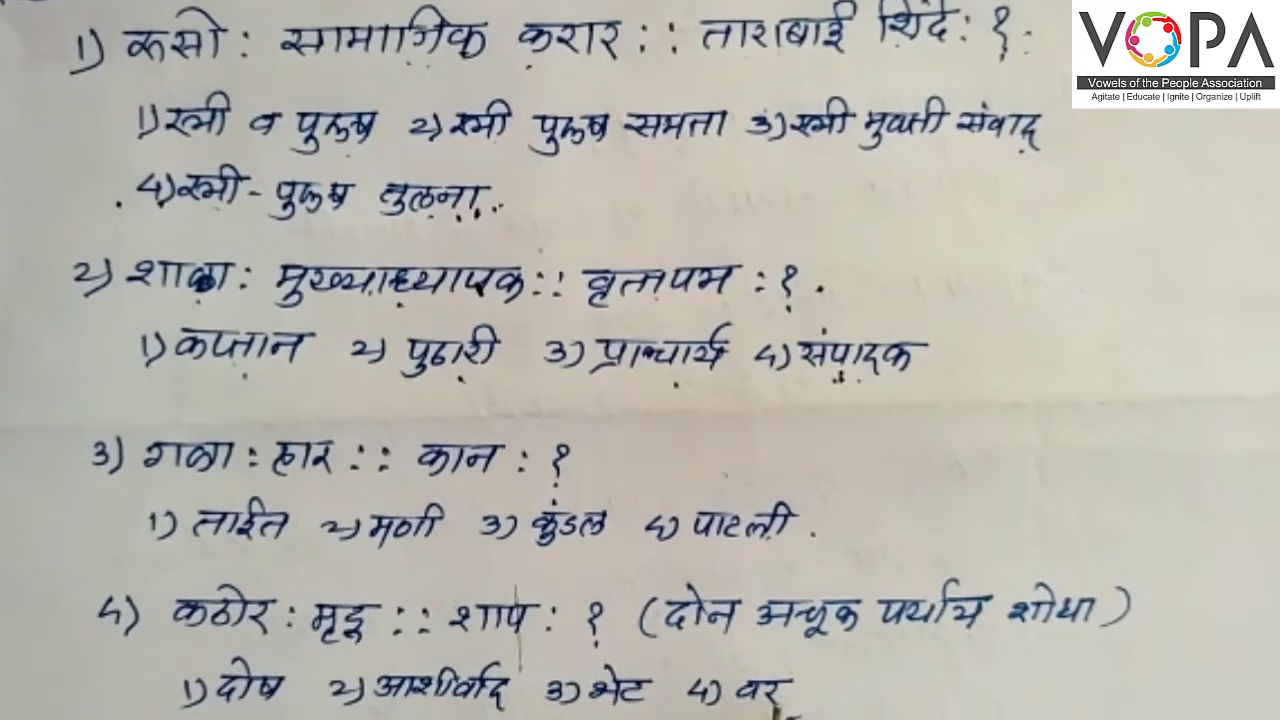 1) रूसो : सामाजिक करार : : ताराबाई शिंदे : ?
VOPA
Vowels of the People Association
Agitate | Educate | Ignite | Organize | Uplift
1) स्त्री व पुरुष 2) स्त्री पुरुष समता 3) स्त्री मुक्ती संवाद
4) स्त्री - पुरुष तुलना.
2) शाळा : मुख्याध्यापक : : वृत्तपत्र : ? .
1) कप्तान 2) पुढारी 3) प्राचार्य 4) संपादक
3) गळा : हार : : कान : ?
1) ताईत 2) मणी 3) कुंडल 4) पाटली .
4) कठोर : मृदू : : शाप : ? (दोन अचूक पर्याय शोधा)
1) दोष 2) आशीर्वाद 3) भेट 4) वर